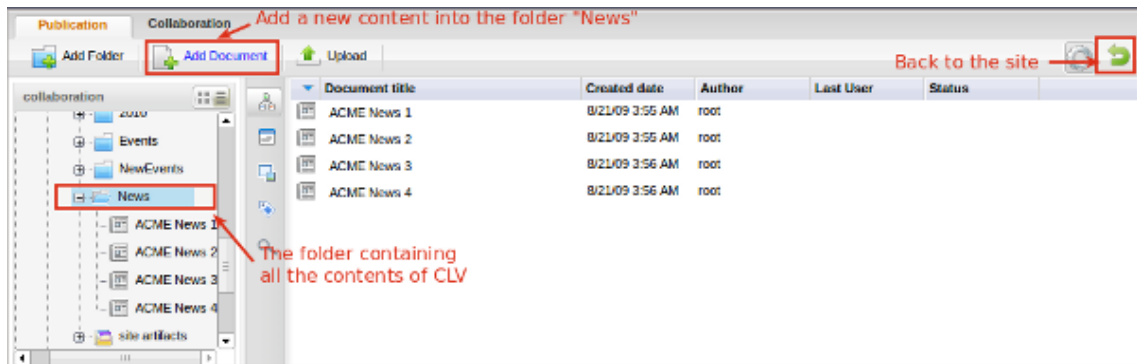 Publication Collaboration Add a new content into the folder "News"
Add Folder Add Document Upload
Back to the site
collaboration
Document title Created date Author Last User Status
2010
ACME News 1 8/21/09 3:55 AM root
Events
ACME News 2 8/21/09 3:55 AM root
NewEvents
ACME News 3 8/21/09 3:56 AM root
News
ACME News 4 8/21/09 3:56 AM root
ACME News 1
ACME News 2
The folder containing
all the contents of CLV
ACME News 3
ACME News 4
site artifacts